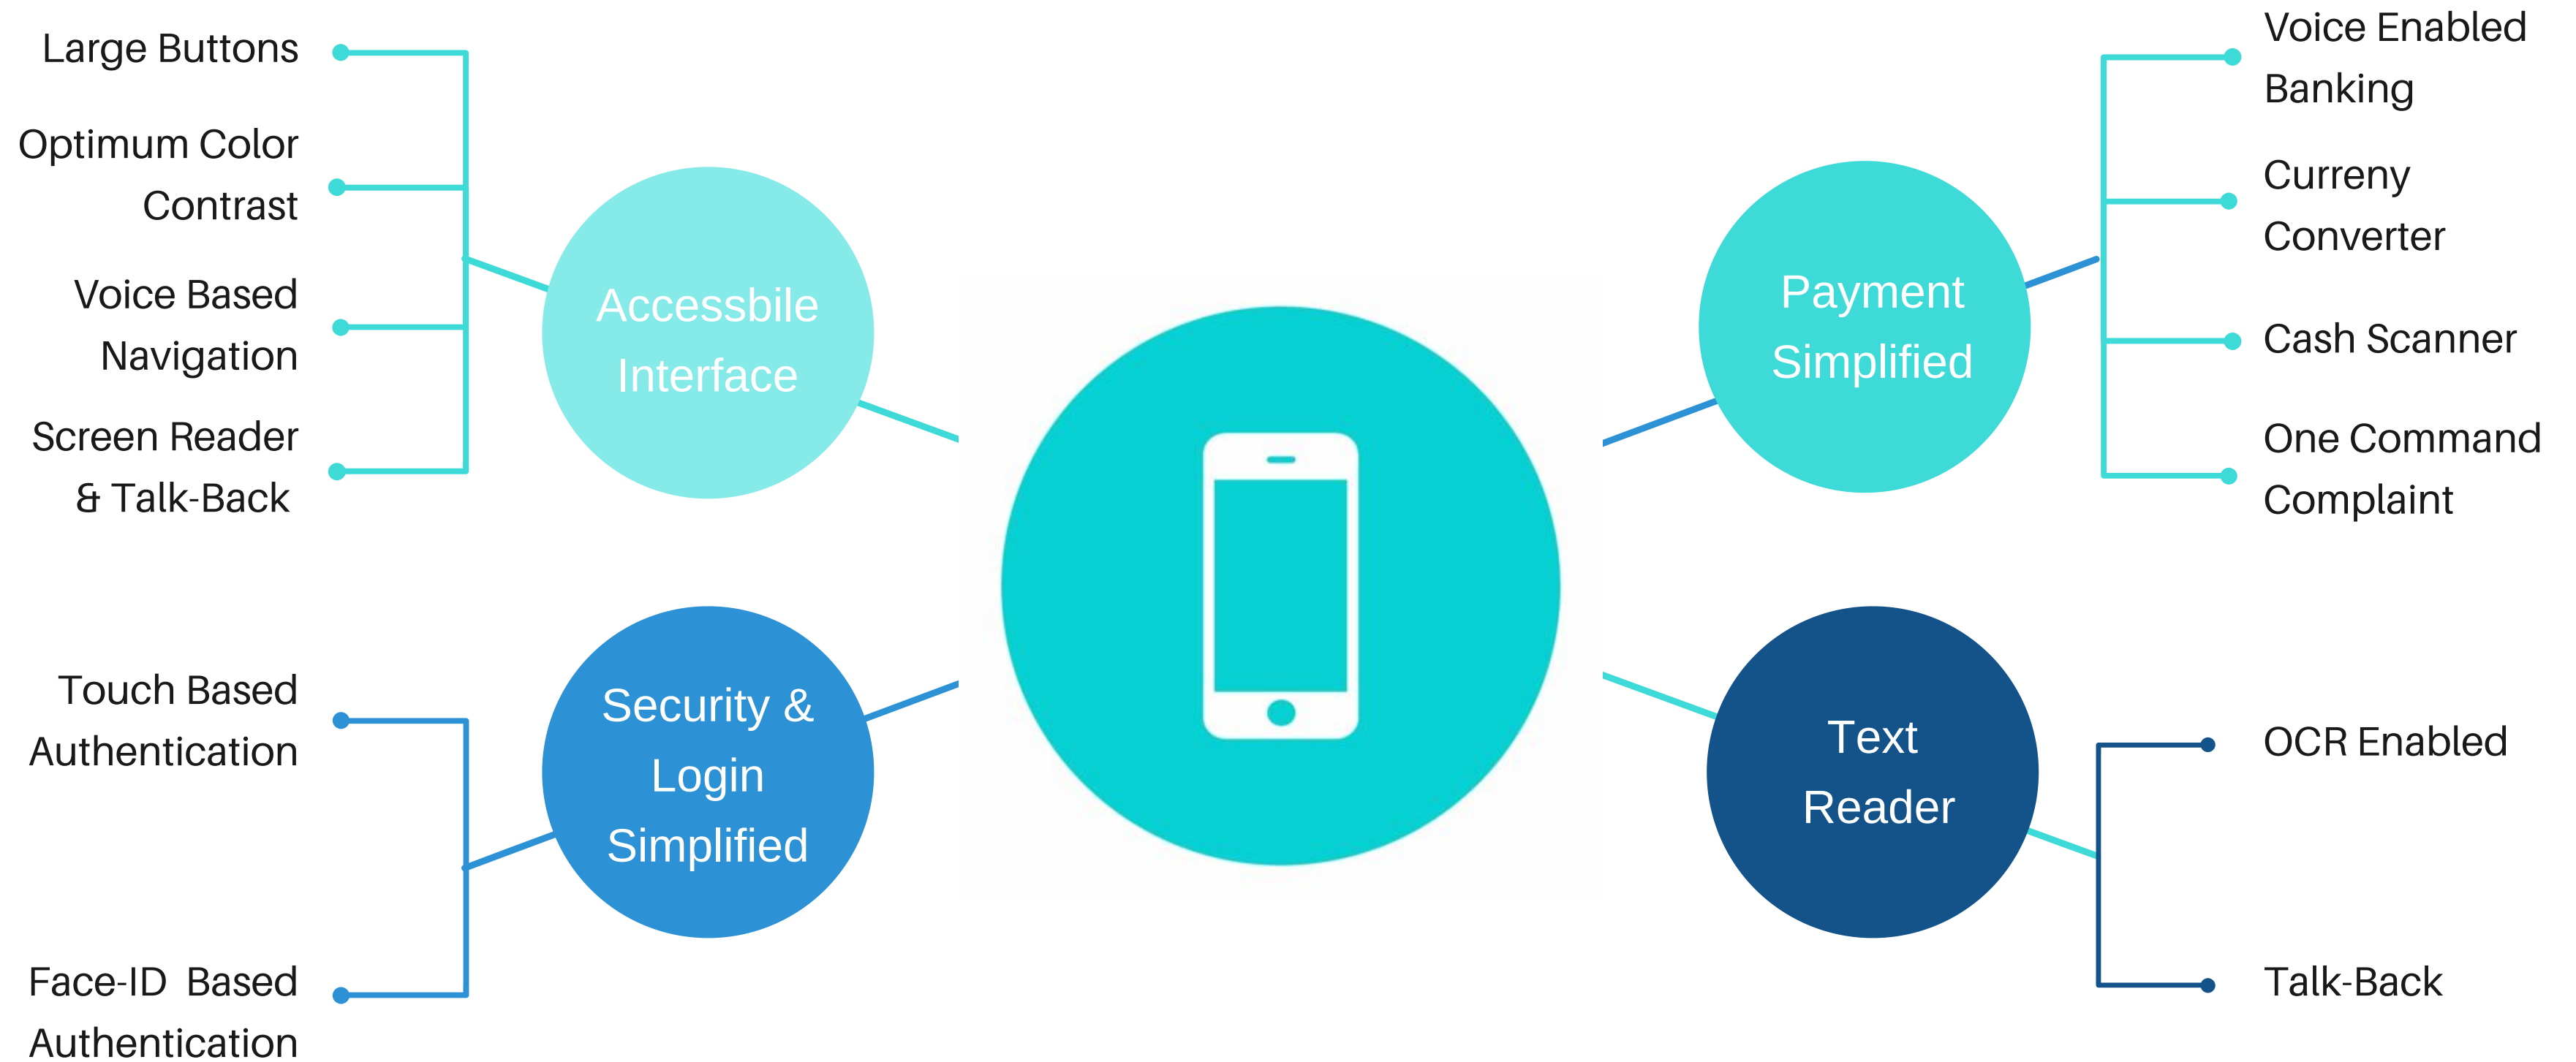 Large Buttons
Optimum Color
Contrast
Voice Based
Navigation
Screen Reader
& Talk-Back
Accessbile
Interface
Touch Based
Authentication
Face-ID  Based
Authentication
Security &
Login
Simplified
Payment
Simplified
Voice Enabled
Banking
Curreny
Converter
Cash Scanner
One Command
Complaint
Text
Reader
OCR Enabled
Talk-Back